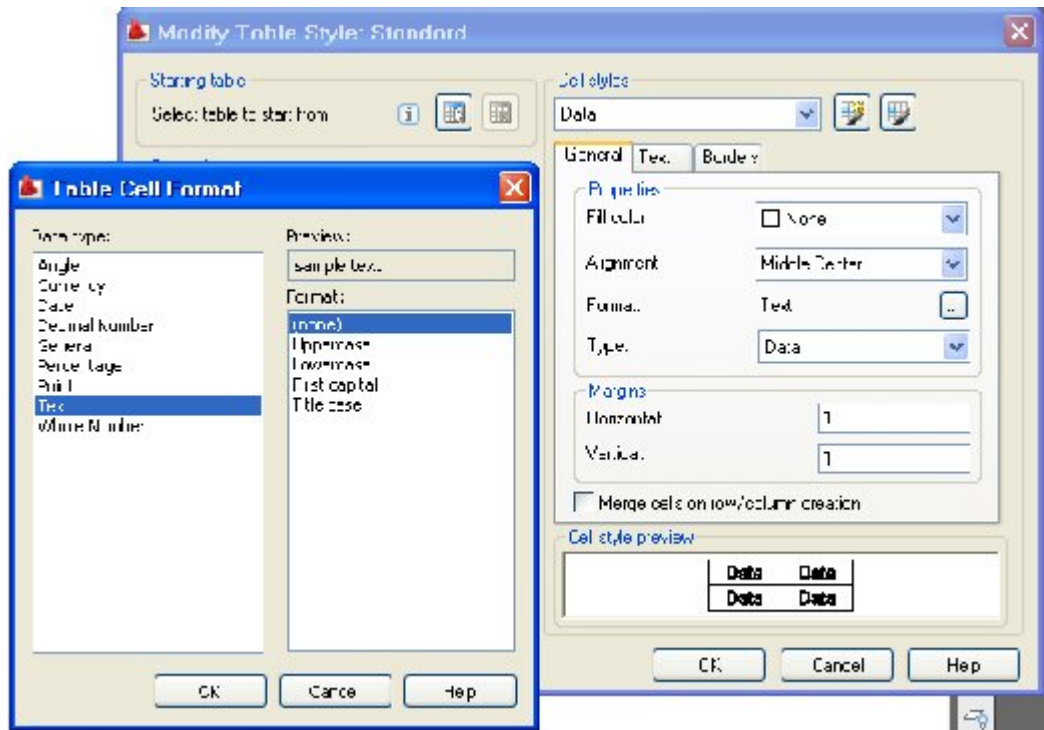 Modify Table Style: Standard
Starting table
Select table to start from
Cell styles
Data
General Text Borders
Properties
Fill color None
Alignment Middle Center
Format Text ...
Type: Data
Margins
Horizontal:
Vertical:
Merge cells on row/column creation
Cell style preview
Data Data
Data Data
OK Cancel Help
Table Cell Format
Data type:
Angle
Currency
Date
Decimal Number
General
Percentage
Point
Text
Whole Number
Preview:
sample text
Format:
(none)
Uppercase
Lowercase
First capital
Title case
OK Cancel Help